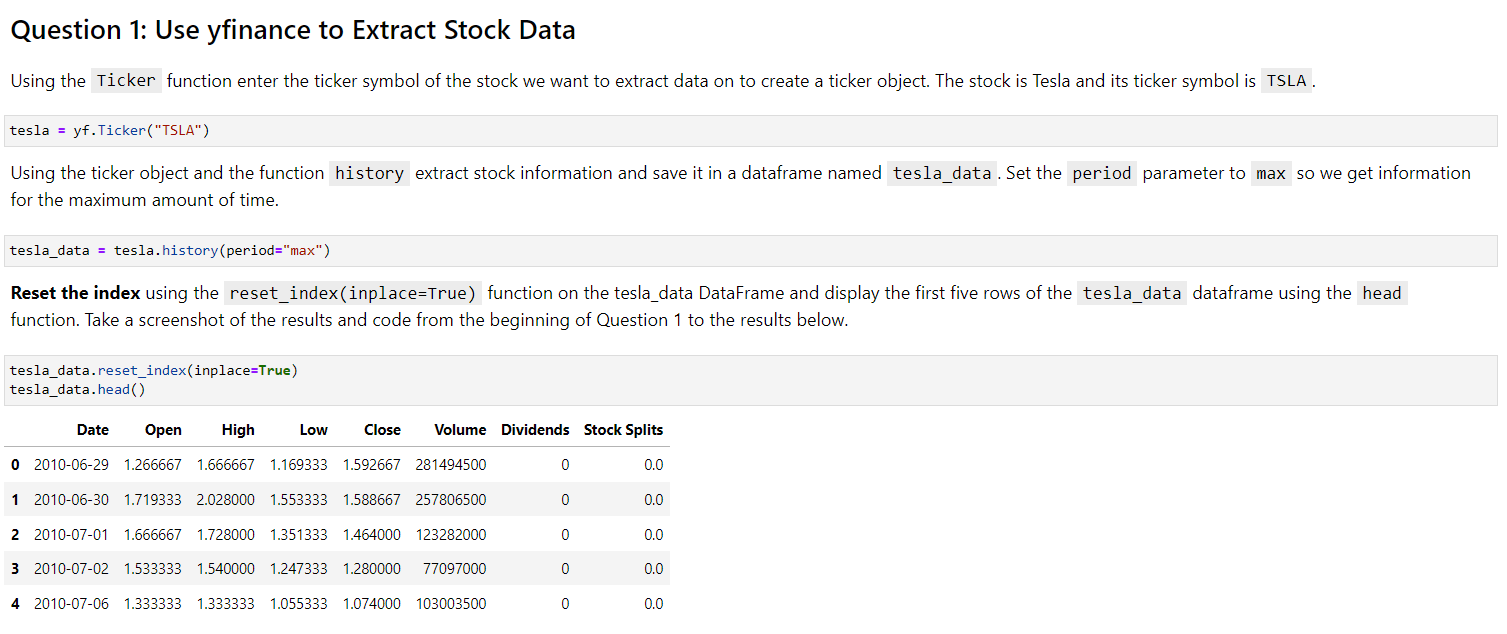 Question 1: Use yfinance to Extract Stock Data
Using the Ticker function enter the ticker symbol of the stock we want to extract data on to create a ticker object. The stock is Tesla and its ticker symbol is TSLA.
tesla = yf.Ticker("TSLA")
Using the ticker object and the function history extract stock information and save it in a dataframe named tesla_data. Set the period parameter to max so we get information
for the maximum amount of time.
tesla_data = tesla.history(period="max")
Reset the index using the reset_index(inplace=True) function on the tesla_data DataFrame and display the first five rows of the tesla_data dataframe using the head
function. Take a screenshot of the results and code from the beginning of Question 1 to the results below.
tesla_data.reset_index(inplace=True)
tesla_data.head()
Date Open High Low Close Volume Dividends Stock Splits
0 2010-06-29 1.266667 1.666667 1.169333 1.592667 281494500 0 0.0
1 2010-06-30 1.719333 2.028000 1.553333 1.588667 257806500 0 0.0
2 2010-07-01 1.666667 1.728000 1.351333 1.464000 123282000 0 0.0
3 2010-07-02 1.533333 1.540000 1.247333 1.280000 77097000 0 0.0
4 2010-07-06 1.333333 1.333333 1.055333 1.074000 103003500 0 0.0